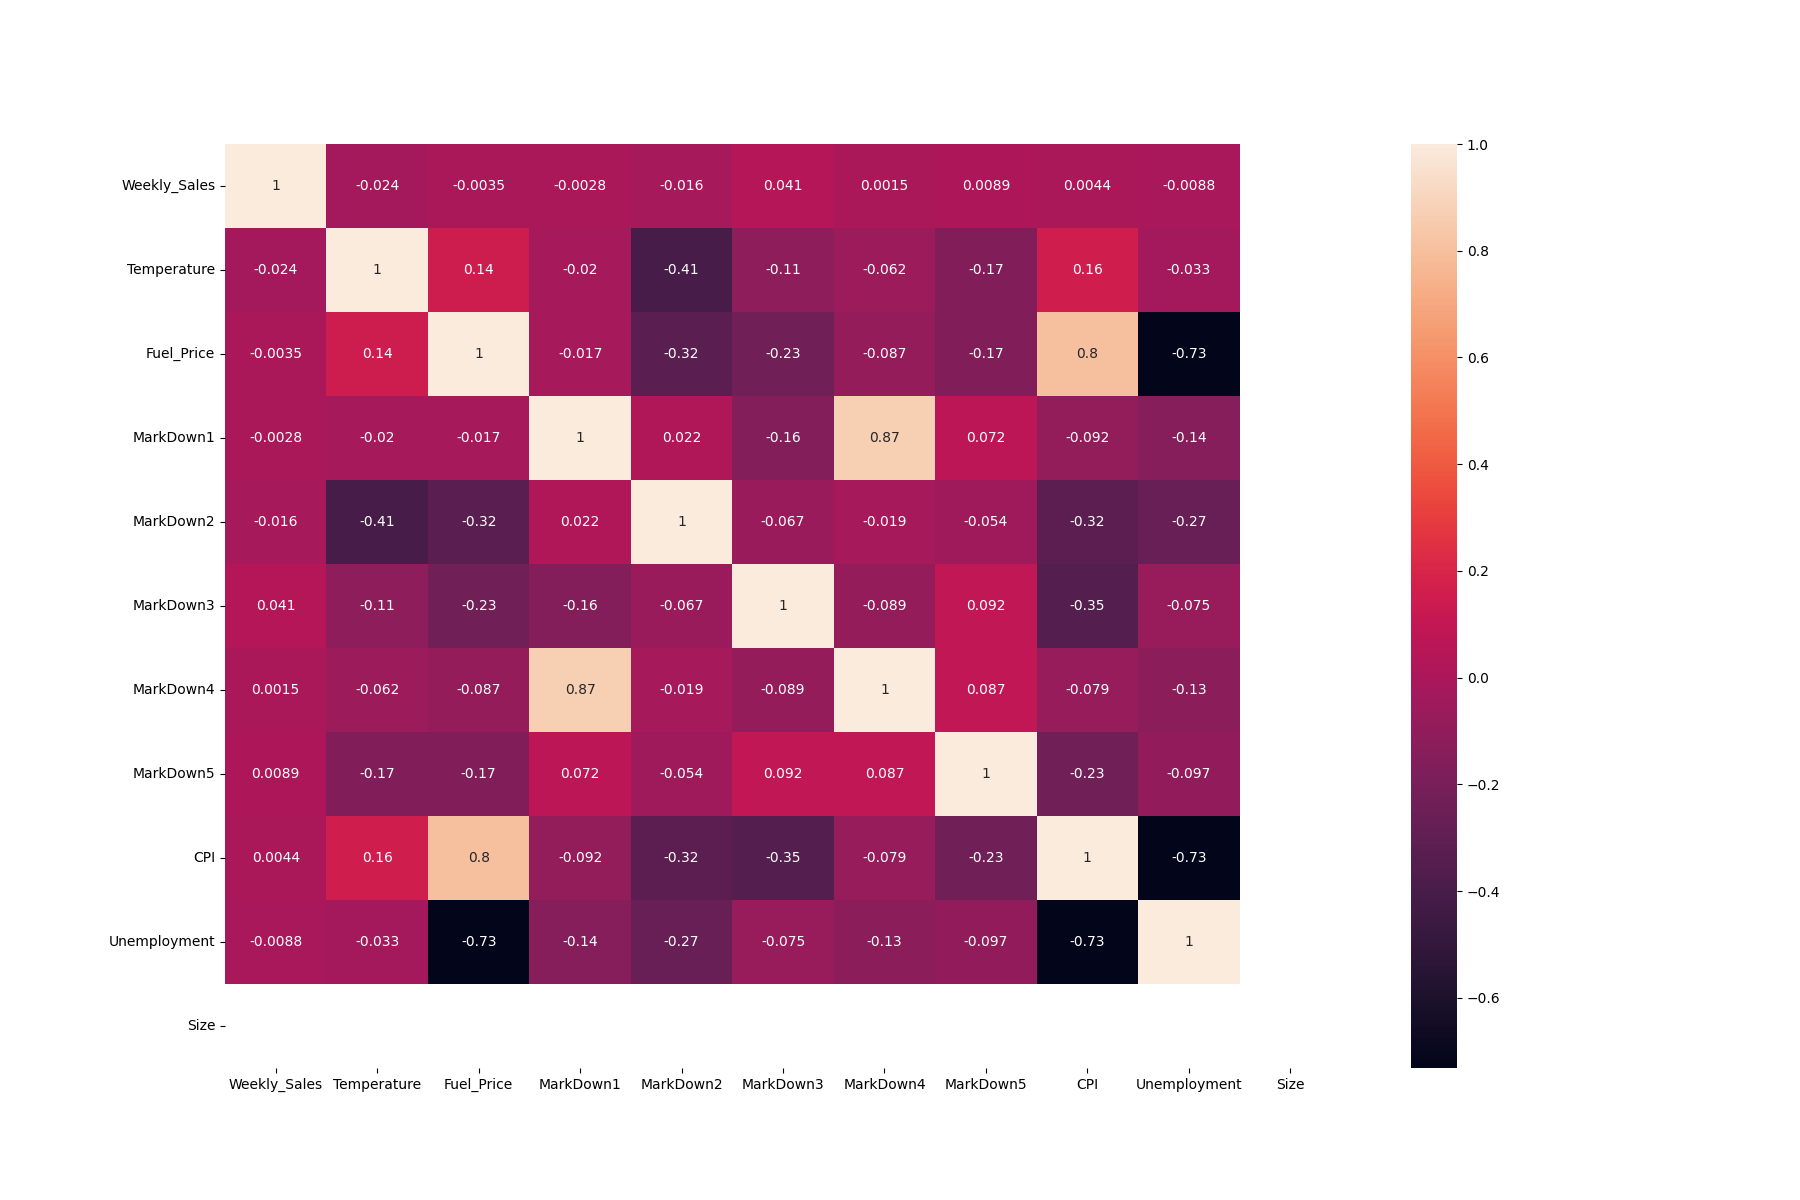 Weekly_Sales 1 -0.024 -0.0035 -0.0028 -0.016 0.041 0.0015 0.0089 0.0044 -0.0088
Temperature -0.024 1 0.14 -0.02 -0.41 -0.11 -0.062 -0.17 0.16 -0.033
Fuel_Price -0.0035 0.14 1 -0.017 -0.32 -0.23 -0.087 -0.17 0.8 -0.73
MarkDown1 -0.0028 -0.02 -0.017 1 0.022 -0.16 0.87 0.072 -0.092 -0.14
MarkDown2 -0.016 -0.41 -0.32 0.022 1 -0.067 -0.019 -0.054 -0.32 -0.27
MarkDown3 0.041 -0.11 -0.23 -0.16 -0.067 1 -0.089 0.092 -0.35 -0.075
MarkDown4 0.0015 -0.062 -0.087 0.87 -0.019 -0.089 1 0.087 -0.079 -0.13
MarkDown5 0.0089 -0.17 -0.17 0.072 -0.054 0.092 0.087 1 -0.23 -0.097
CPI 0.0044 0.16 0.8 -0.092 -0.32 -0.35 -0.079 -0.23 1 -0.73
Unemployment -0.0088 -0.033 -0.73 -0.14 -0.27 -0.075 -0.13 -0.097 -0.73 1
Size
Weekly_Sales Temperature Fuel_Price MarkDown1 MarkDown2 MarkDown3 MarkDown4 MarkDown5 CPI Unemployment Size
1.0
0.8
0.6
0.4
0.2
0.0
−0.2
−0.4
−0.6